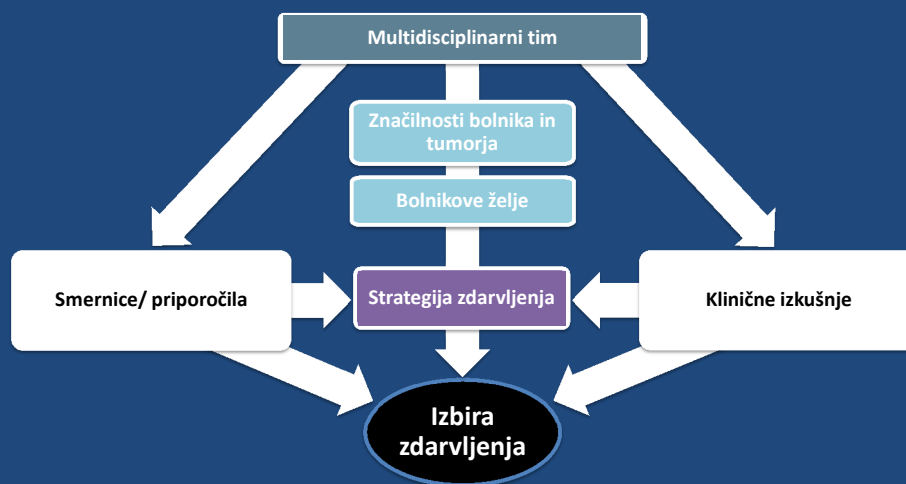 Multidisciplinarni tim
Značilnosti bolnika in
tumorja
Bolnikove želje
Smernice/ priporočila
Strategija zdarvljenja
Klinične izkušnje
Izbira
zdarvljenja